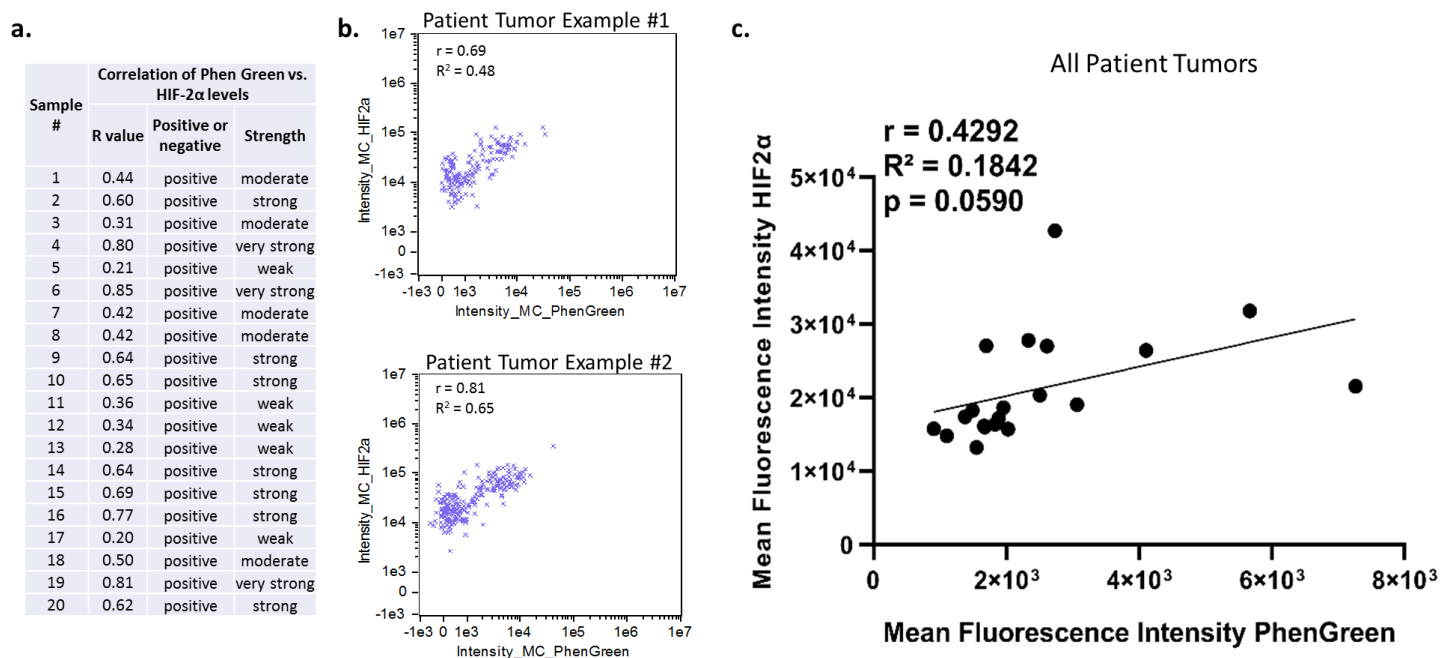 a.
Sample #
Correlation of Phen Green vs. HIF-2α levels
R value
Positive or negative
Strength
1 0.44 positive moderate
2 0.60 positive strong
3 0.31 positive moderate
4 0.80 positive very strong
5 0.21 positive weak
6 0.85 positive very strong
7 0.42 positive moderate
8 0.42 positive moderate
9 0.64 positive strong
10 0.65 positive strong
11 0.36 positive weak
12 0.34 positive weak
13 0.28 positive weak
14 0.64 positive strong
15 0.69 positive strong
16 0.77 positive strong
17 0.20 positive weak
18 0.50 positive moderate
19 0.81 positive very strong
20 0.62 positive strong
b.
Patient Tumor Example #1
r = 0.69
R² = 0.48
Intensity_MC_HIF2a
1e7
1e6
1e5
1e4
1e3
0
-1e3
-1e3 0 1e3 1e4 1e5 1e6 1e7
Intensity_MC_PhenGreen
Patient Tumor Example #2
r = 0.81
R² = 0.65
Intensity_MC_HIF2a
1e7
1e6
1e5
1e4
1e3
0
-1e3
-1e3 0 1e3 1e4 1e5 1e6 1e7
Intensity_MC_PhenGreen
c.
All Patient Tumors
r = 0.4292
R² = 0.1842
p = 0.0590
Mean Fluorescence Intensity HIF2α
5×10⁴
4×10⁴
3×10⁴
2×10⁴
1×10⁴
0
0 2×10³ 4×10³ 6×10³ 8×10³
Mean Fluorescence Intensity PhenGreen